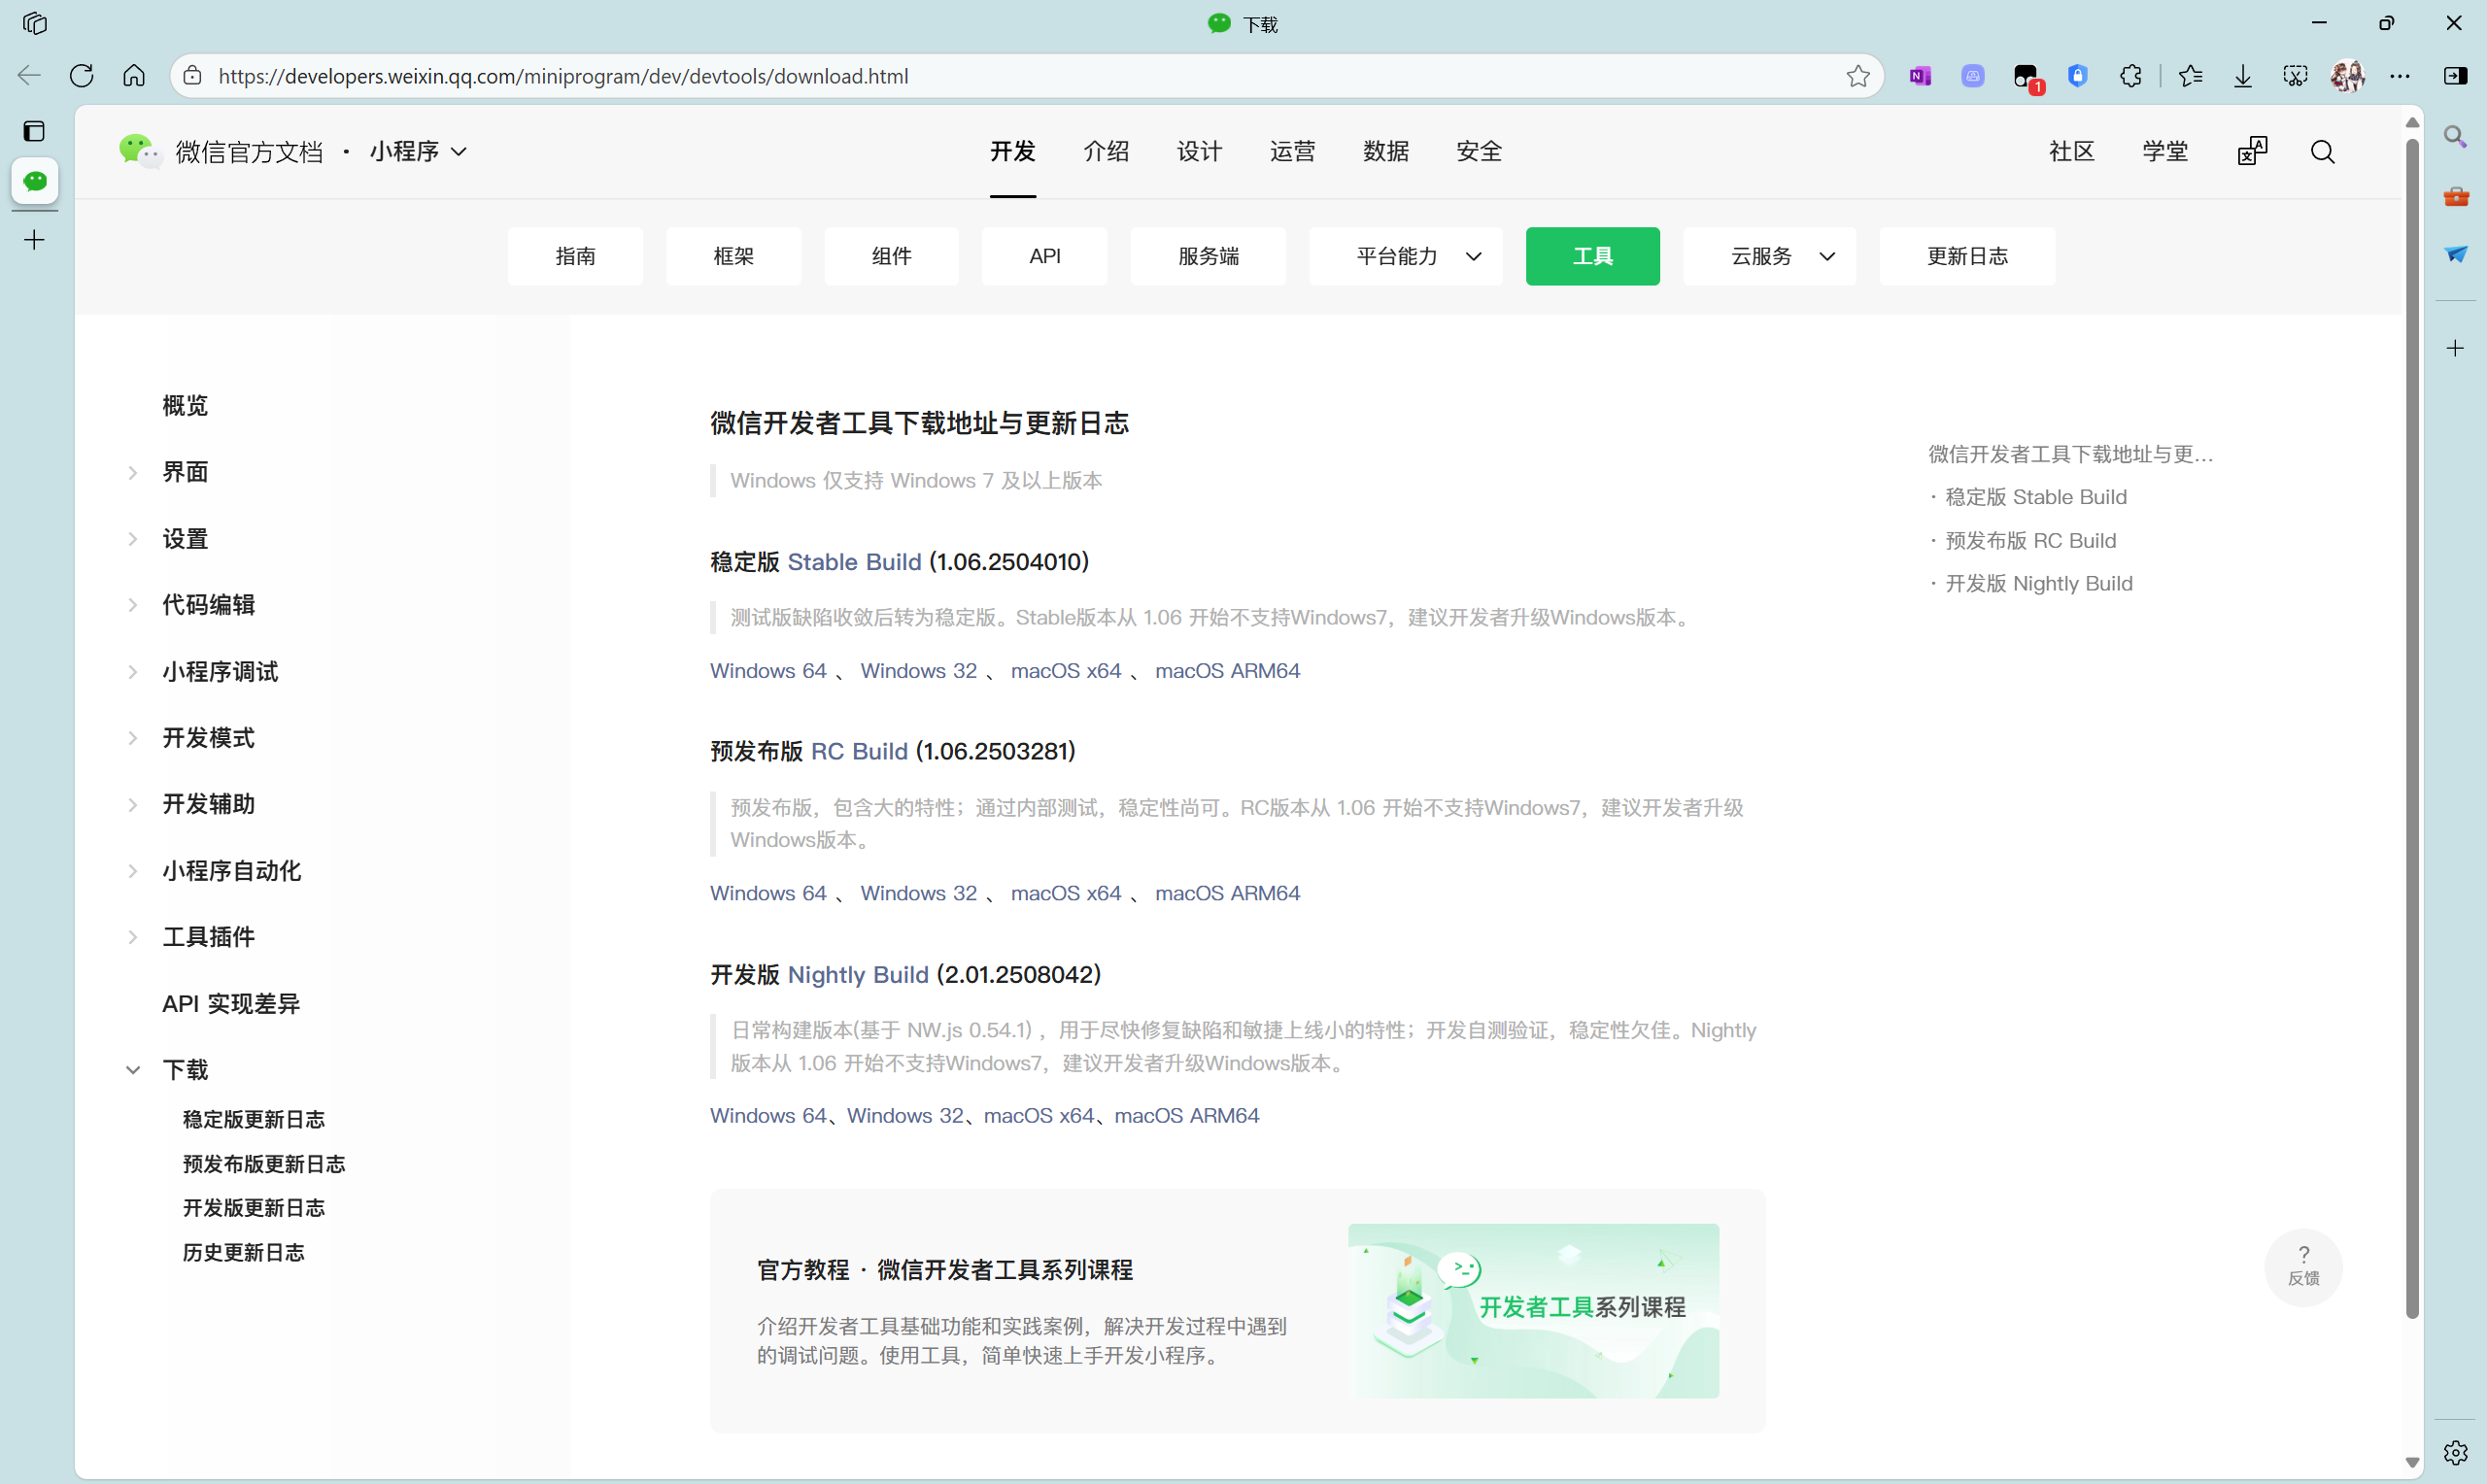 下载
https://developers.weixin.qq.com/miniprogram/dev/devtools/download.html
1
微信官方文档 · 小程序
开发 介绍 设计 运营 数据 安全
社区 学堂
指南 框架 组件 API 服务端 平台能力 工具 云服务 更新日志
概览
界面
设置
代码编辑
小程序调试
开发模式
开发辅助
小程序自动化
工具插件
API 实现差异
下载
稳定版更新日志
预发布版更新日志
开发版更新日志
历史更新日志
微信开发者工具下载地址与更新日志
Windows 仅支持 Windows 7 及以上版本
稳定版 Stable Build (1.06.2504010)
测试版缺陷收敛后转为稳定版。Stable版本从 1.06 开始不支持Windows7，建议开发者升级Windows版本。
Windows 64 、 Windows 32 、 macOS x64 、 macOS ARM64
预发布版 RC Build (1.06.2503281)
预发布版，包含大的特性；通过内部测试，稳定性尚可。RC版本从 1.06 开始不支持Windows7，建议开发者升级
Windows版本。
Windows 64 、 Windows 32 、 macOS x64 、 macOS ARM64
开发版 Nightly Build (2.01.2508042)
日常构建版本(基于 NW.js 0.54.1) ，用于尽快修复缺陷和敏捷上线小的特性；开发自测验证，稳定性欠佳。Nightly
版本从 1.06 开始不支持Windows7，建议开发者升级Windows版本。
Windows 64、Windows 32、macOS x64、macOS ARM64
官方教程 · 微信开发者工具系列课程
介绍开发者工具基础功能和实践案例，解决开发过程中遇到
的调试问题。使用工具，简单快速上手开发小程序。
开发者工具系列课程
微信开发者工具下载地址与更...
· 稳定版 Stable Build
· 预发布版 RC Build
· 开发版 Nightly Build
?
反馈